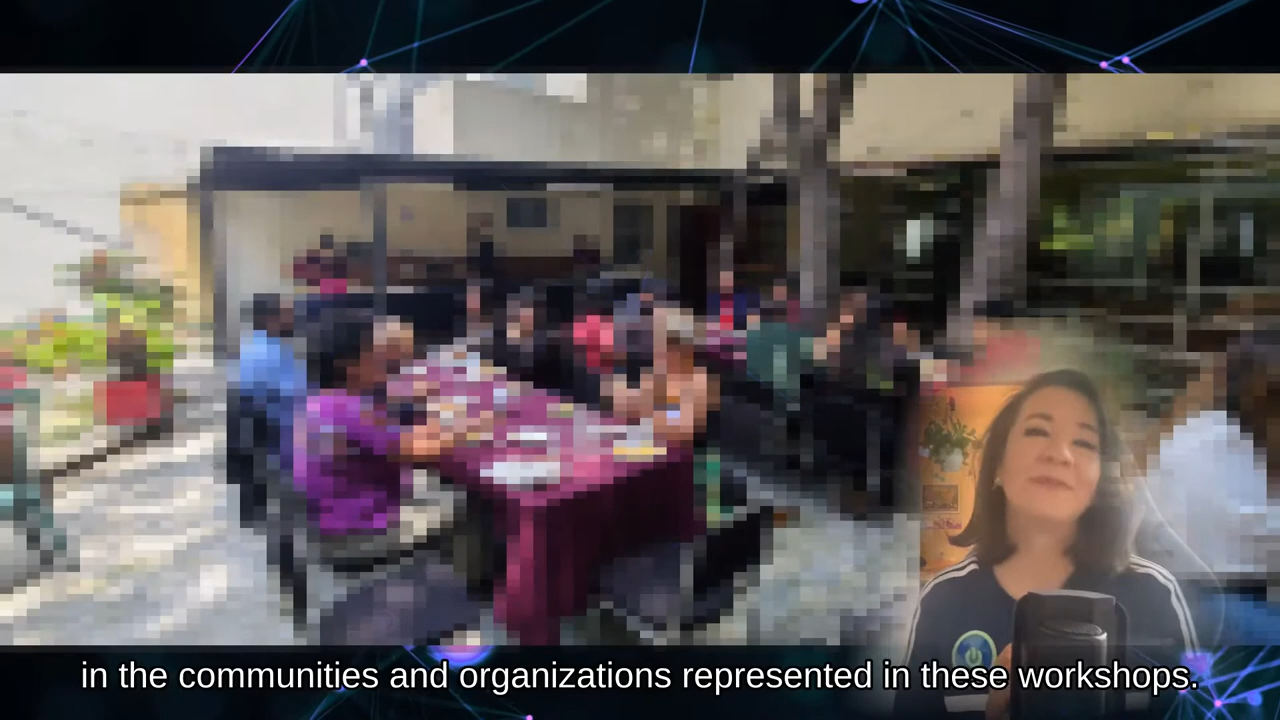 in the communities and organizations represented in these workshops.